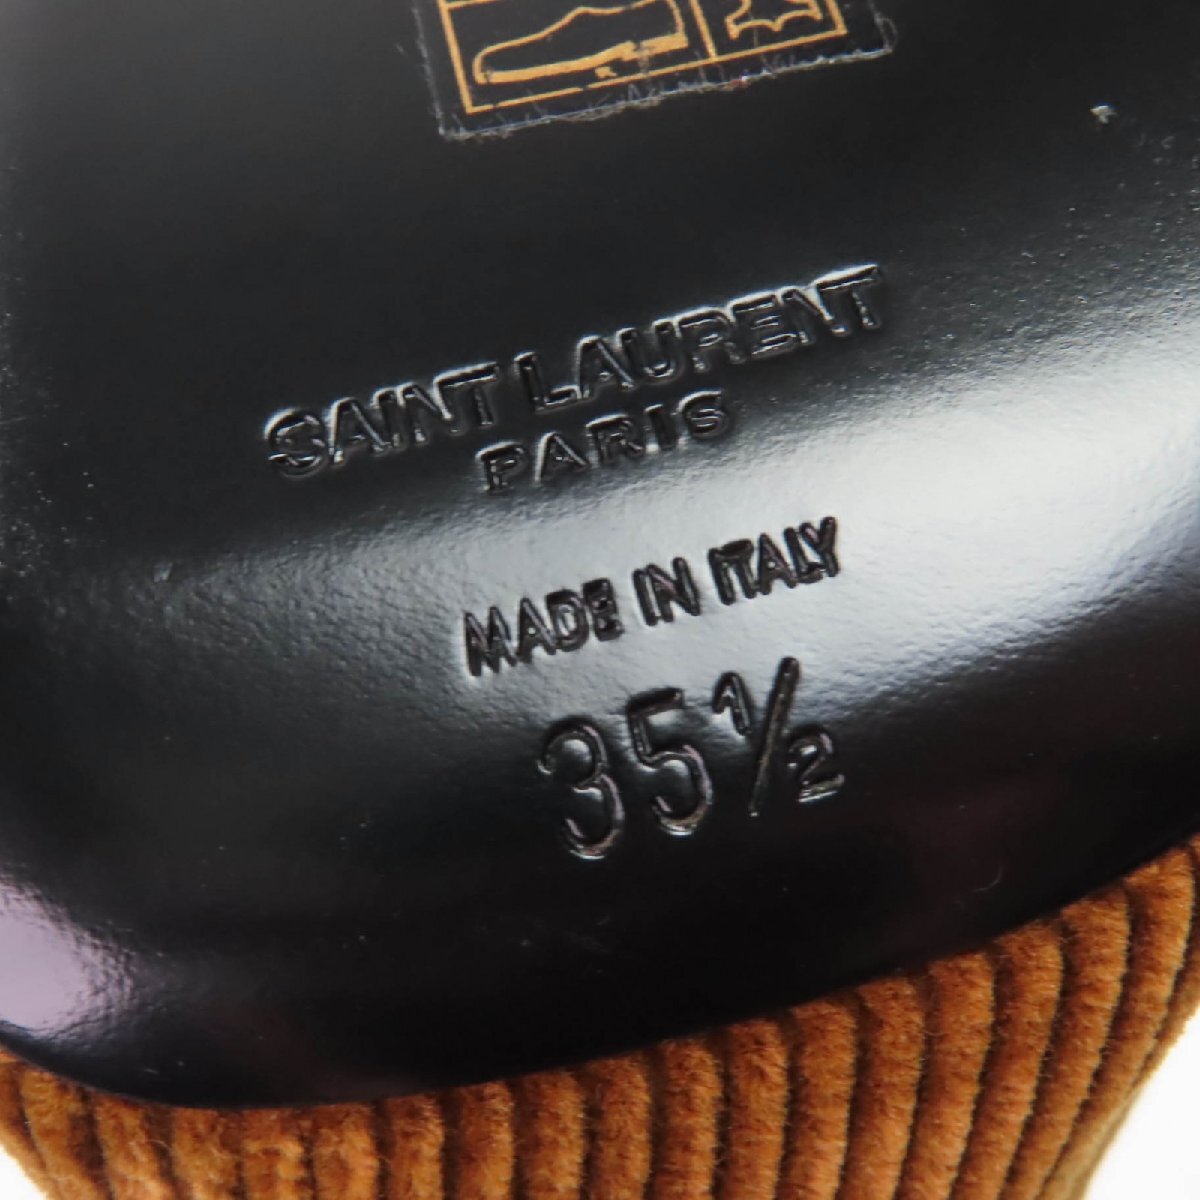 SAINT LAURENT
PARIS
MADE IN ITALY
35½